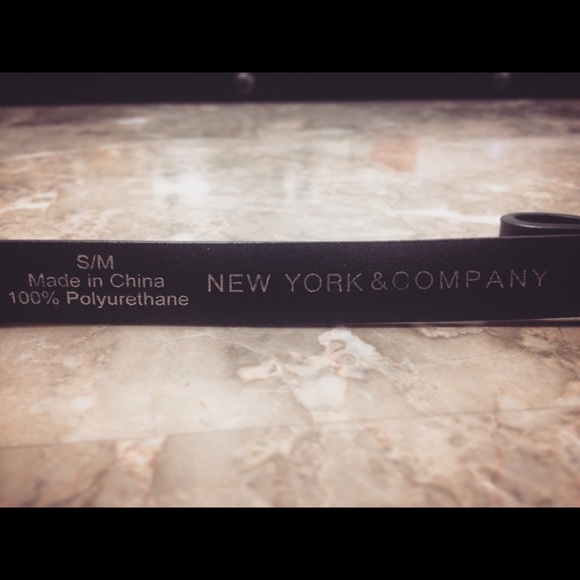 S/M
Made in China
100% Polyurethane
NEW YORK & COMPANY